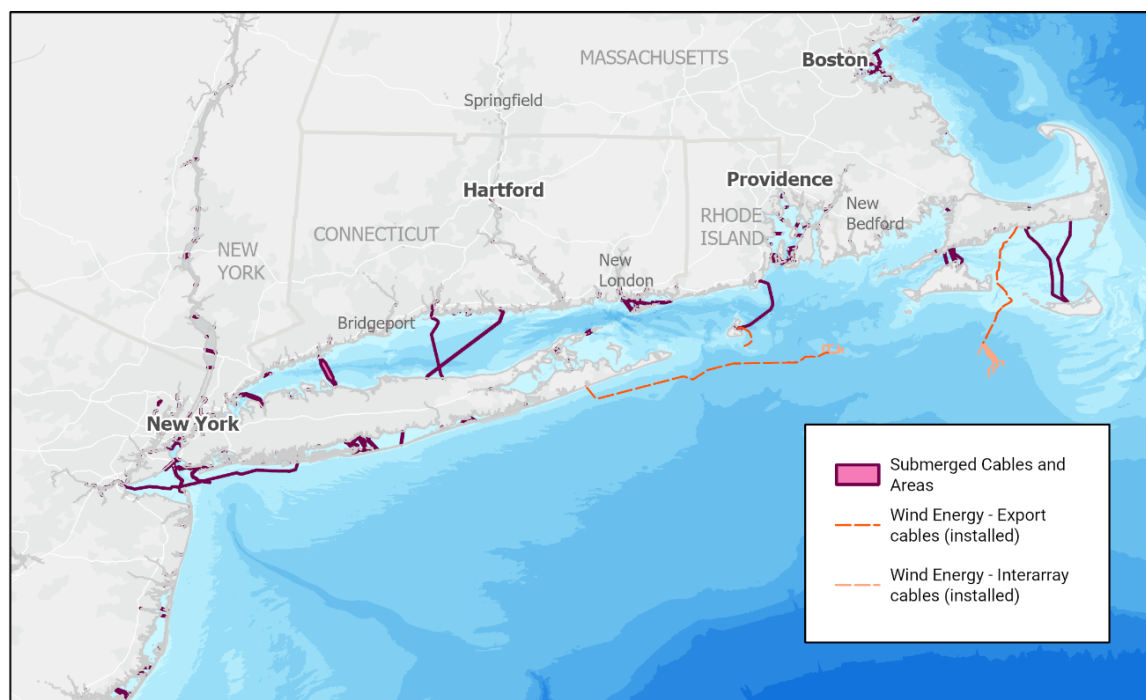 MASSACHUSETTS
Boston
Springfield
Hartford
Providence
RHODE
ISLAND
New
Bedford
NEW
YORK
CONNECTICUT
New
London
Bridgeport
New York
Submerged Cables and
Areas
Wind Energy - Export
cables (installed)
Wind Energy - Interarray
cables (installed)